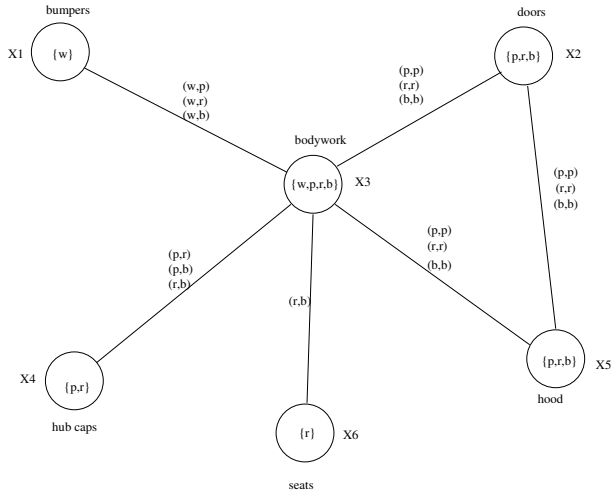 bumpers
doors
X1
{w}
{p,r,b}
X2
(w,p)
(w,r)
(w,b)
(p,p)
(r,r)
(b,b)
bodywork
{w,p,r,b}
X3
(p,p)
(r,r)
(b,b)
(p,p)
(r,r)
(b,b)
(p,r)
(p,b)
(r,b)
(r,b)
X4
{p,r}
{p,r,b}
X5
hood
hub caps
{r}
X6
seats